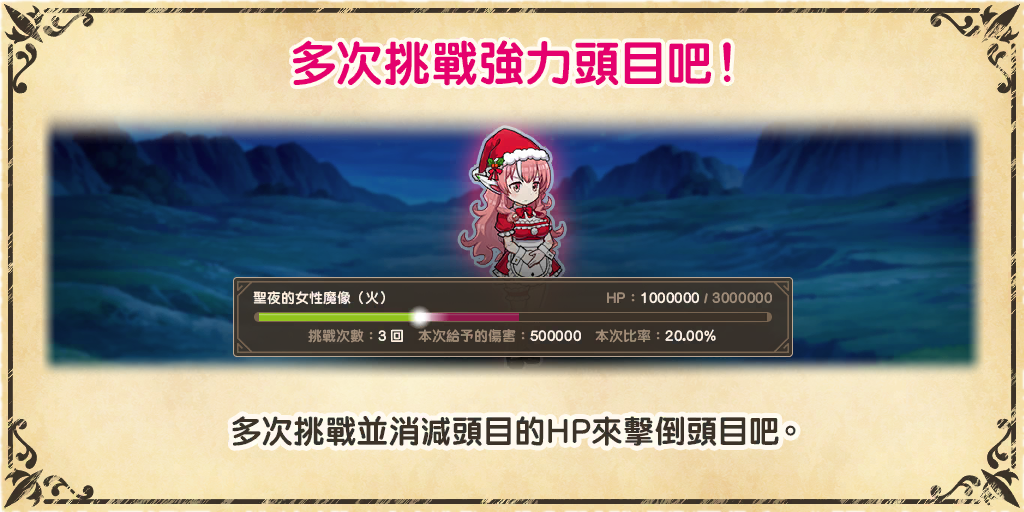 多次挑戰強力頭目吧！
聖夜的女性魔像（火）
HP：1000000 / 3000000
挑戰次數：3 回 本次給予的傷害：500000 本次比率：20.00%
多次挑戰並消減頭目的HP來擊倒頭目吧。